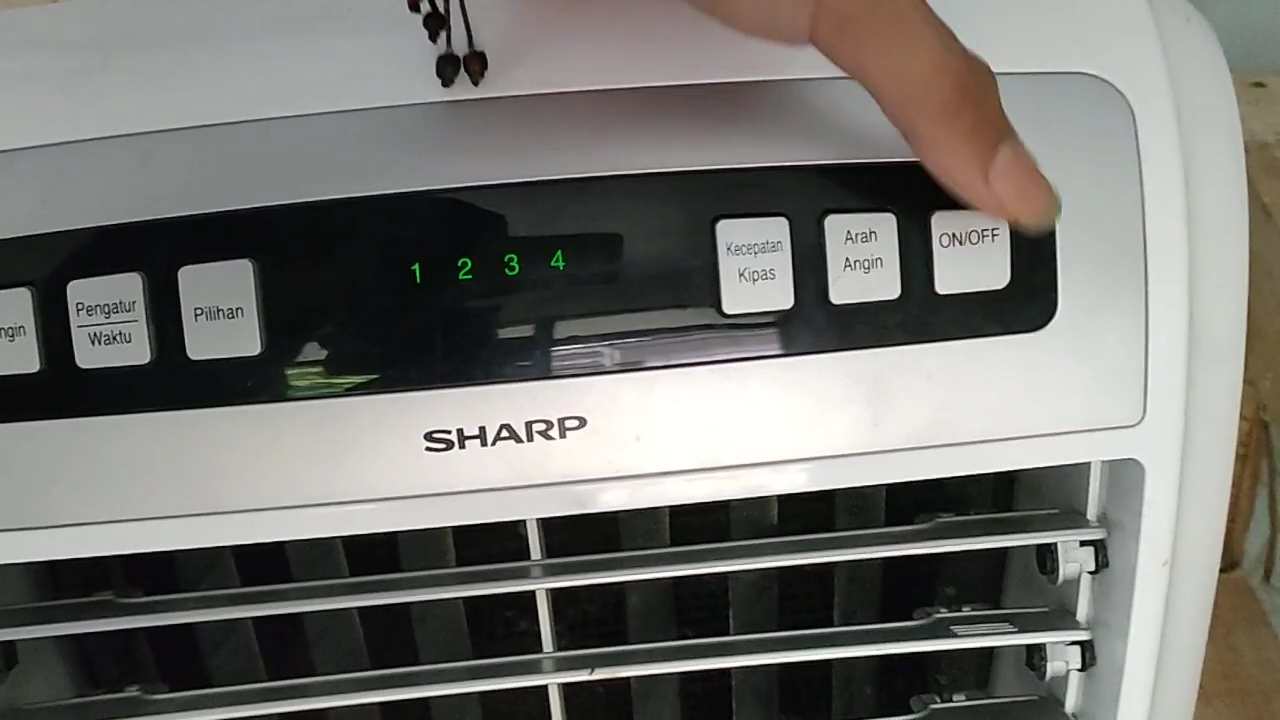 ngin
Pengatur
Waktu
Pilihan
1 2 3 4
Kecepatan
Kipas
Arah
Angin
ON/OFF
SHARP